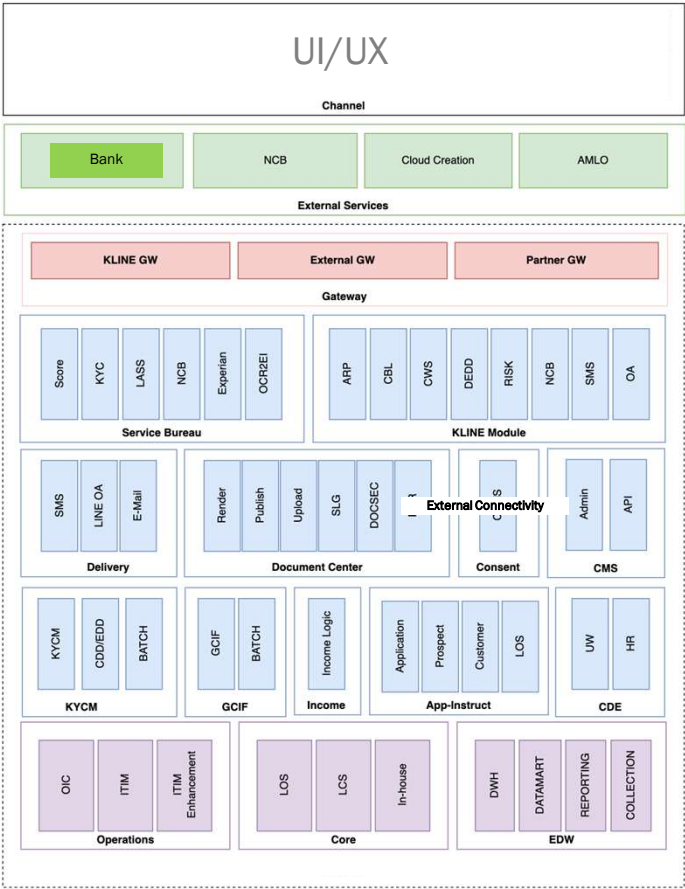 UI/UX
Channel
Bank
NCB
Cloud Creation
AMLO
External Services
KLINE GW
External GW
Partner GW
Gateway
Score
KYC
LASS
NCB
Experian
OCR2EI
Service Bureau
ARP
CBL
CWS
DEDD
RISK
NCB
SMS
OA
KLINE Module
SMS
LINE OA
E-Mail
Delivery
Render
Publish
Upload
SLG
DOCSEC
Document Center
External Connectivity
Consent
Admin
API
CMS
KYCM
CDD/EDD
BATCH
KYCM
GCIF
BATCH
GCIF
Income Logic
Income
Application
Prospect
Customer
LOS
App-Instruct
UW
HR
CDE
OIC
ITIM
ITIM
Enhancement
Operations
LOS
LCS
In-house
Core
DWH
DATAMART
REPORTING
COLLECTION
EDW